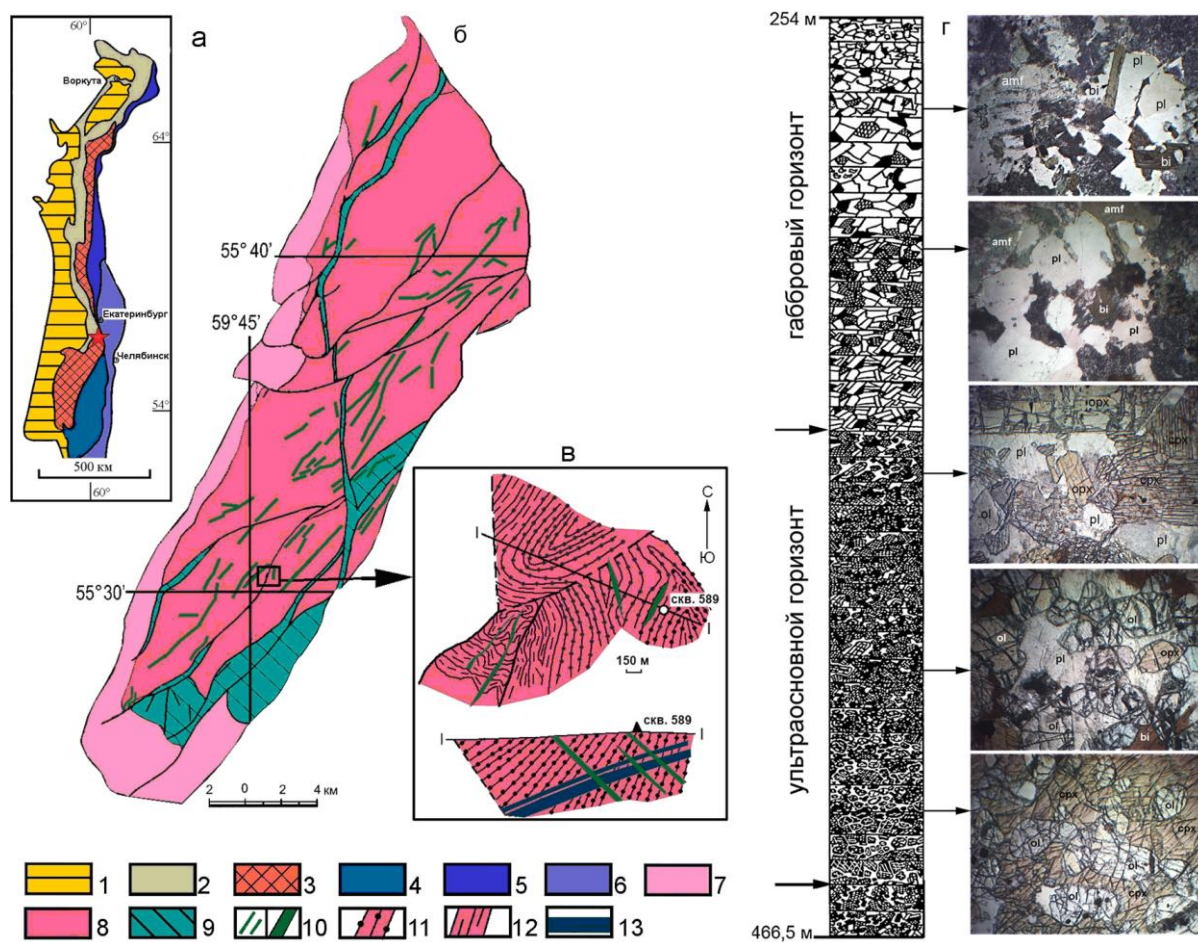 60°
а
Воркута
64°
Екатеринбург
Челябинск
54°
500 км
60°
б
55° 40'
59° 45'
55° 30'
2 0 2 4 км
в
С
Ю
I
скв. 589
I
150 м
скв. 589
I
I
254 м
г
габбровый горизонт
ультраосновной горизонт
466,5 м
pl
amf
bi
pl
bi
amf
amf
pl
bi
pl
pl
opx
cpx
pl
opx
cpx
ol
pl
pl
ol
ol
pl
opx
ol
bi
cpx
ol
cpx
ol
ol
ol
cpx
1 2 3 4 5 6 7
8 9 10 11 12 13